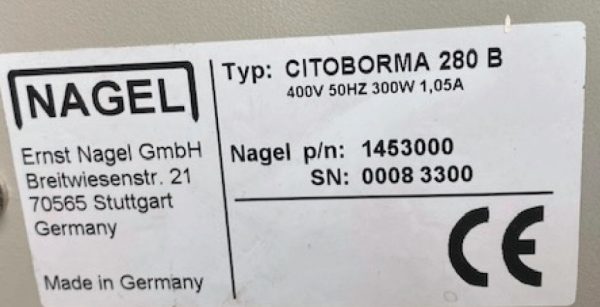 NAGEL
Ernst Nagel GmbH
Breitwiesenstr. 21
70565 Stuttgart
Germany
Made in Germany
Typ: CITOBORMA 280 B
400V 50HZ 300W 1,05A
Nagel p/n: 1453000
SN: 0008 3300
CE